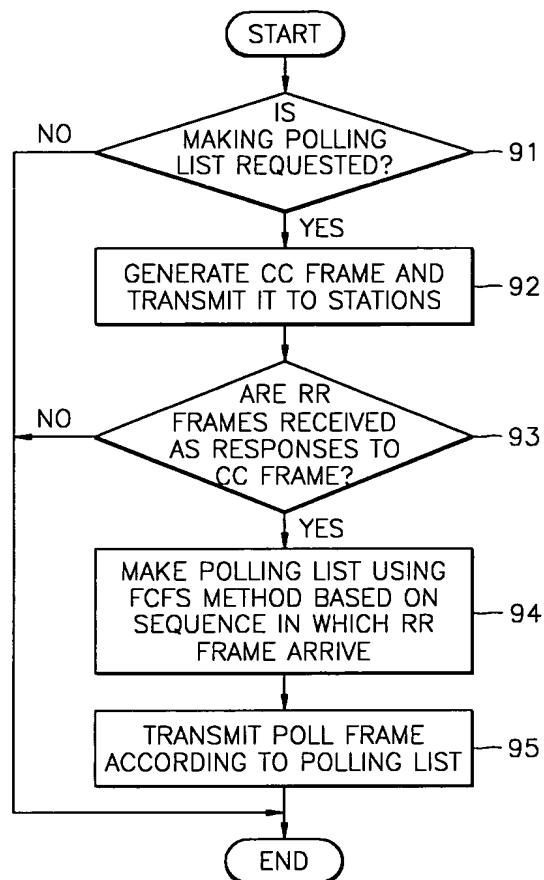 START
IS
MAKING POLLING
LIST REQUESTED?
91
NO
YES
GENERATE CC FRAME AND
TRANSMIT IT TO STATIONS
92
ARE RR
FRAMES RECEIVED
AS RESPONSES TO
CC FRAME?
93
NO
YES
MAKE POLLING LIST USING
FCFS METHOD BASED ON
SEQUENCE IN WHICH RR
FRAME ARRIVE
94
TRANSMIT POLL FRAME
ACCORDING TO POLLING LIST
95
END